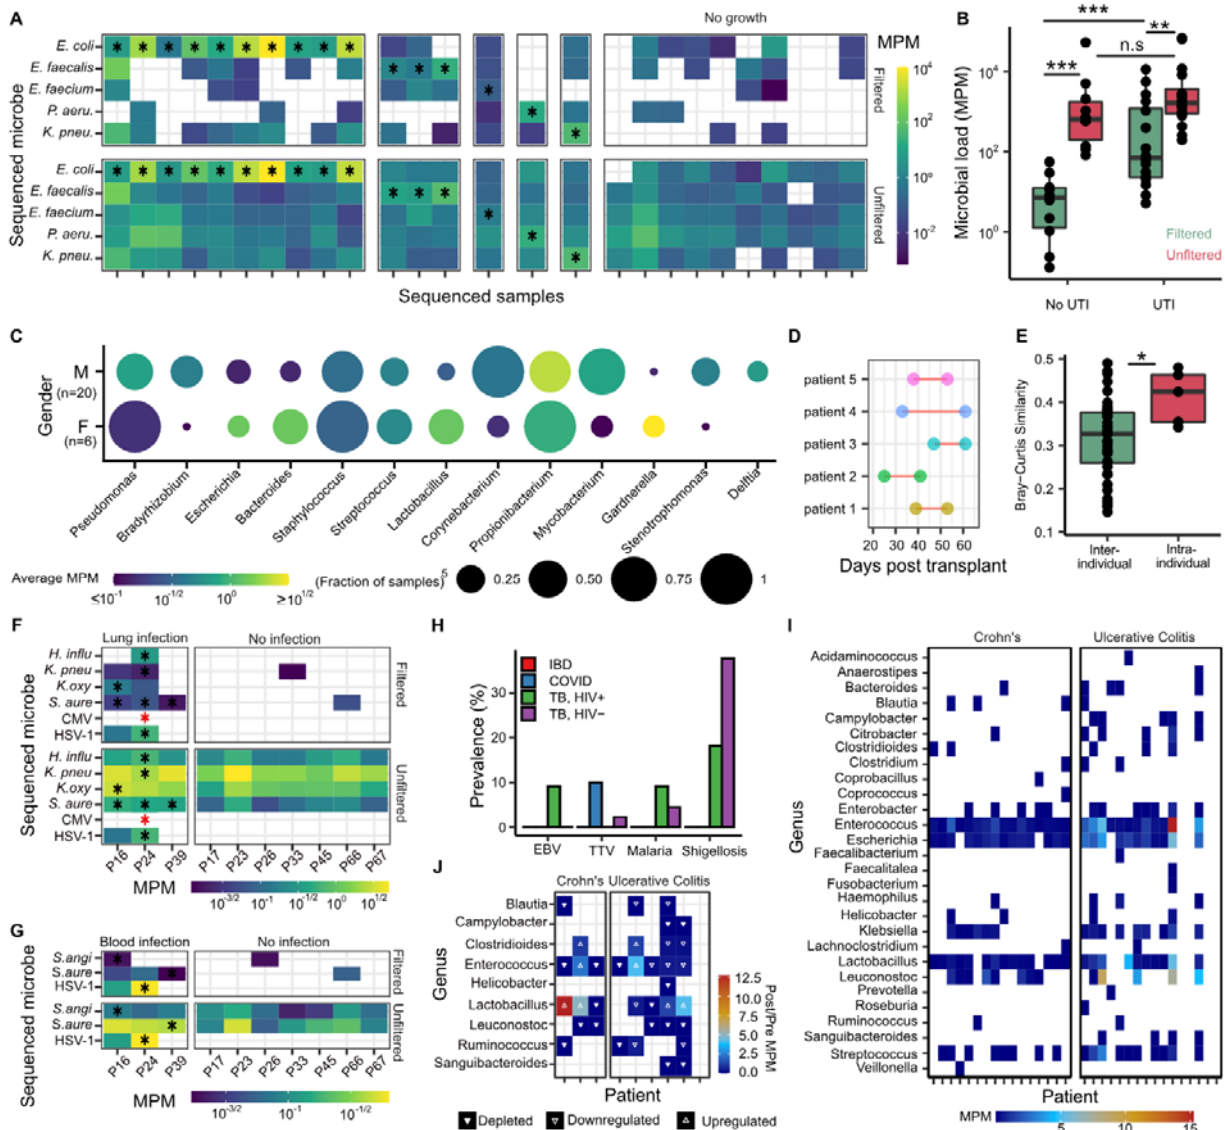 A
No growth
Sequenced microbe
E. coli
E. faecalis
E. faecium
P. aeru.
K. pneu.
Filtered
E. coli
E. faecalis
E. faecium
P. aeru.
K. pneu.
Unfiltered
Sequenced samples
MPM
10^4
10^2
10^0
10^-2
B
Microbial load (MPM)
10^4
10^2
10^0
***
***
**
n.s
Filtered
Unfltered
No UTI
UTI
C
Gender
M
(n=20)
F
(n=6)
Pseudomonas
Bradyrhizobium
Escherichia
Bacteroides
Staphylococcus
Streptococcus
Lactobacillus
Corynebacterium
Propionibacterium
Mycobacterium
Gardnerella
Stenotrophomonas
Delftia
Average MPM
≤10^-1
10^-1/2
10^0
≥10^1/2
(Fraction of samples)^5
0.25
0.50
0.75
1
D
patient 5
patient 4
patient 3
patient 2
patient 1
20 30 40 50 60
Days post transplant
E
Bray-Curtis Similarity
0.5
0.4
0.3
0.2
0.1
*
Inter-
individual
Intra-
individual
F
Lung infection
No infection
Sequenced microbe
H. influ
K. pneu
K.oxy
S. aure
CMV
HSV-1
Filtered
H. influ
K. pneu
K.oxy
S. aure
CMV
HSV-1
Unfiltered
P16 P24 P39 P17 P23 P26 P33 P45 P66 P67
MPM
10^-3/2
10^-1
10^-1/2
10^0
10^1/2
G
Blood infection
No infection
Sequenced microbe
S.angi
S.aure
HSV-1
Filtered
S.angi
S.aure
HSV-1
Unfiltered
P16 P24 P39 P17 P23 P26 P33 P45 P66 P67
MPM
10^-3/2
10^-1
10^-1/2
H
Prevalence (%)
30
20
10
0
IBD
COVID
TB, HIV+
TB, HIV-
EBV
TTV
Malaria
Shigellosis
I
Crohn's
Ulcerative Colitis
Genus
Acidaminococcus
Anaerostipes
Bacteroides
Blautia
Campylobacter
Citrobacter
Clostridioides
Clostridium
Coprobacillus
Coprococcus
Enterobacter
Enterococcus
Escherichia
Faecalibacterium
Faecalitalea
Fusobacterium
Haemophilus
Helicobacter
Klebsiella
Lachnoclostridium
Lactobacillus
Leuconostoc
Prevotella
Roseburia
Ruminococcus
Sanguibacteroides
Streptococcus
Veillonella
Patient
MPM
5 10 15
J
Crohn's
Ulcerative Colitis
Genus
Blautia
Campylobacter
Clostridioides
Enterococcus
Helicobacter
Lactobacillus
Leuconostoc
Ruminococcus
Sanguibacteroides
Patient
Post/Pre MPM
12.5
10.0
7.5
5.0
2.5
0.0
Depleted
Downregulated
Upregulated